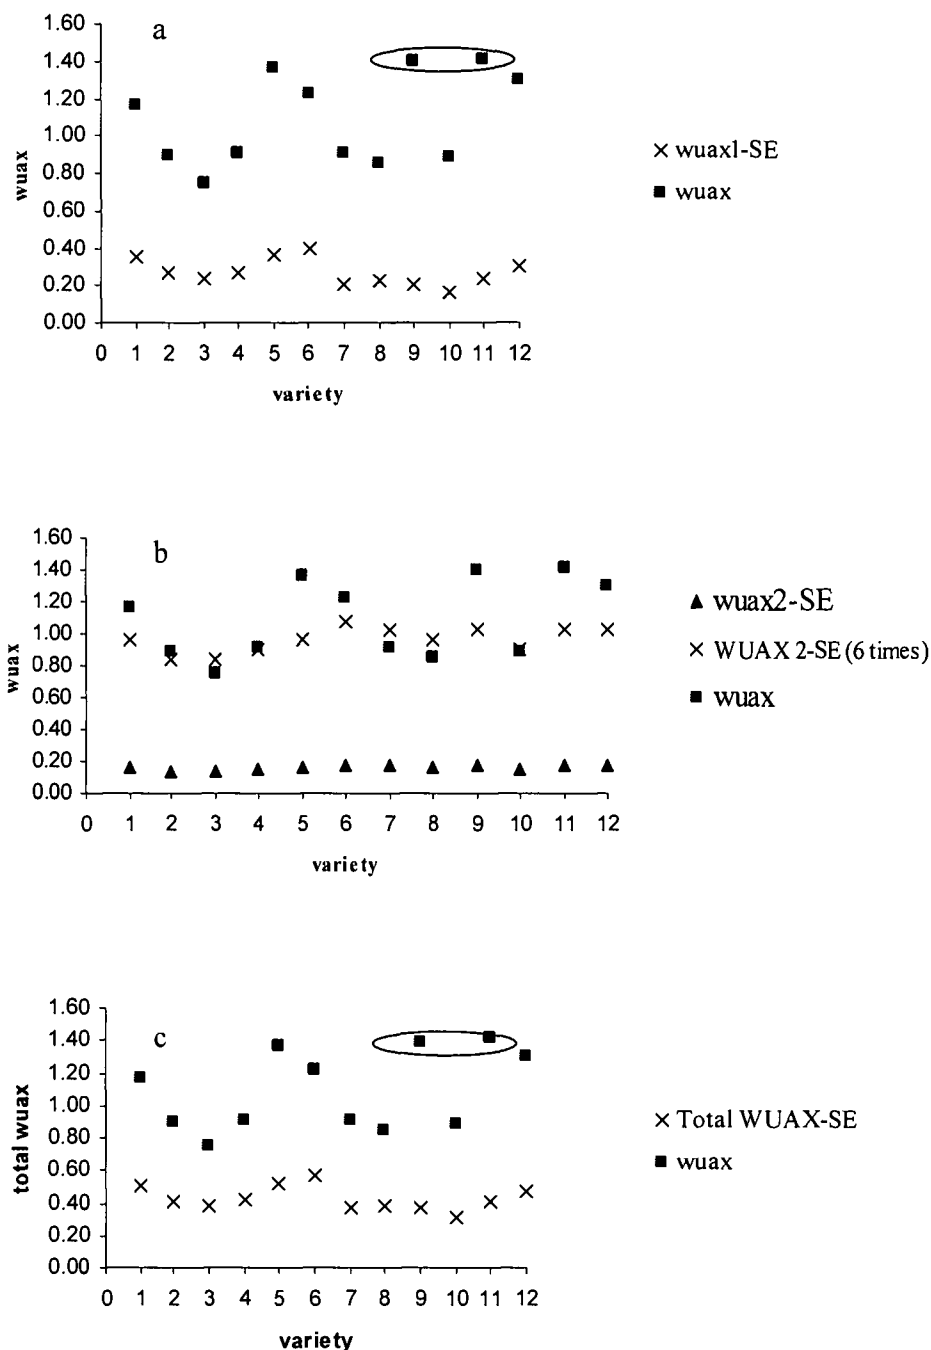 a
1.60
1.40
1.20
1.00
0.80
0.60
0.40
0.20
0.00
wuax
0 1 2 3 4 5 6 7 8 9 10 11 12
variety
wuax1-SE
wuax
b
1.60
1.40
1.20
1.00
0.80
0.60
0.40
0.20
0.00
wuax
0 1 2 3 4 5 6 7 8 9 10 11 12
variety
wuax2-SE
WUAX 2-SE (6 times)
wuax
c
1.60
1.40
1.20
1.00
0.80
0.60
0.40
0.20
0.00
total wuax
0 1 2 3 4 5 6 7 8 9 10 11 12
variety
Total WUAX-SE
wuax